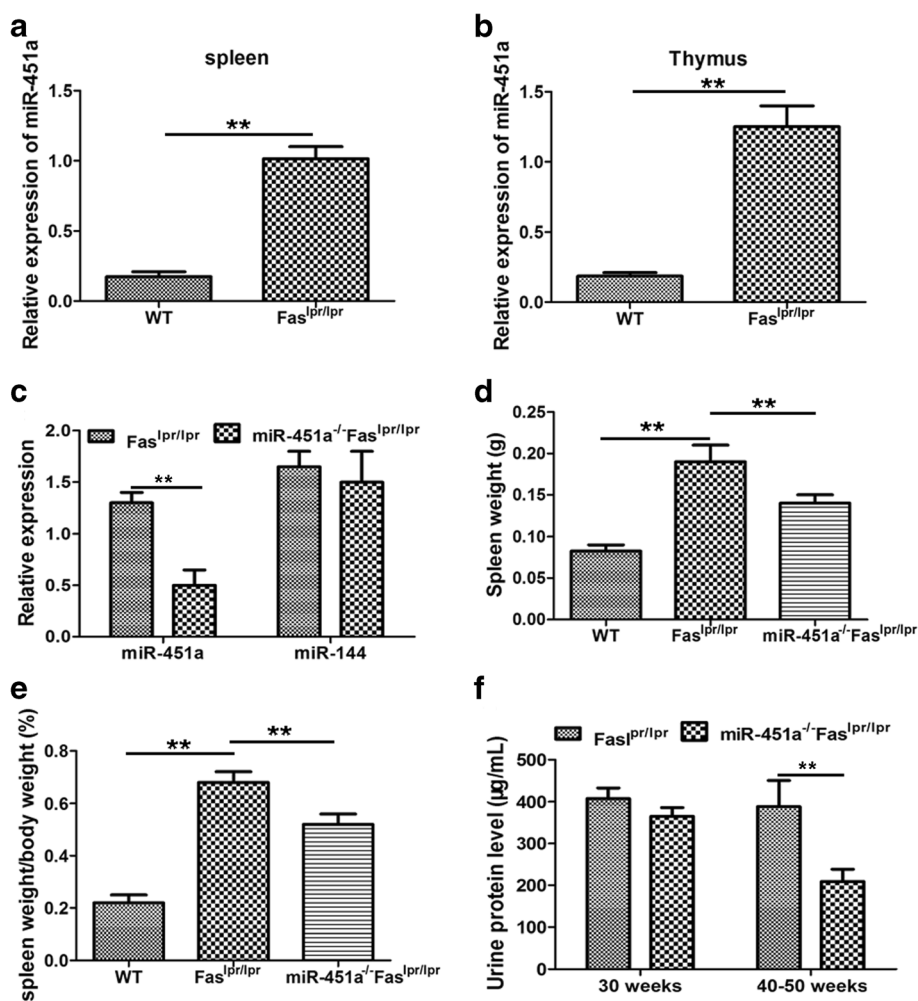 a
spleen
Relative expression of miR-451a
1.5
1.0
0.5
0.0
**
WT
Fas^lpr/lpr
b
Thymus
Relative expression of miR-451a
1.5
1.0
0.5
0.0
**
WT
Fas^lpr/lpr
c
Relative expression
2.0
1.5
1.0
0.5
0.0
Fas^lpr/lpr
miR-451a^-/-Fas^lpr/lpr
**
miR-451a
miR-144
d
Spleen weight (g)
0.25
0.20
0.15
0.10
0.05
0.00
**
**
WT
Fas^lpr/lpr
miR-451a^-/-Fas^lpr/lpr
e
spleen weight/body weight (%)
0.8
0.6
0.4
0.2
0.0
**
**
WT
Fas^lpr/lpr
miR-451a^-/-Fas^lpr/lpr
f
Urine protein level (µg/mL)
Fasl^pr/lpr
miR-451a^-/-Fas^lpr/lpr
500
400
300
200
100
0
**
30 weeks
40-50 weeks